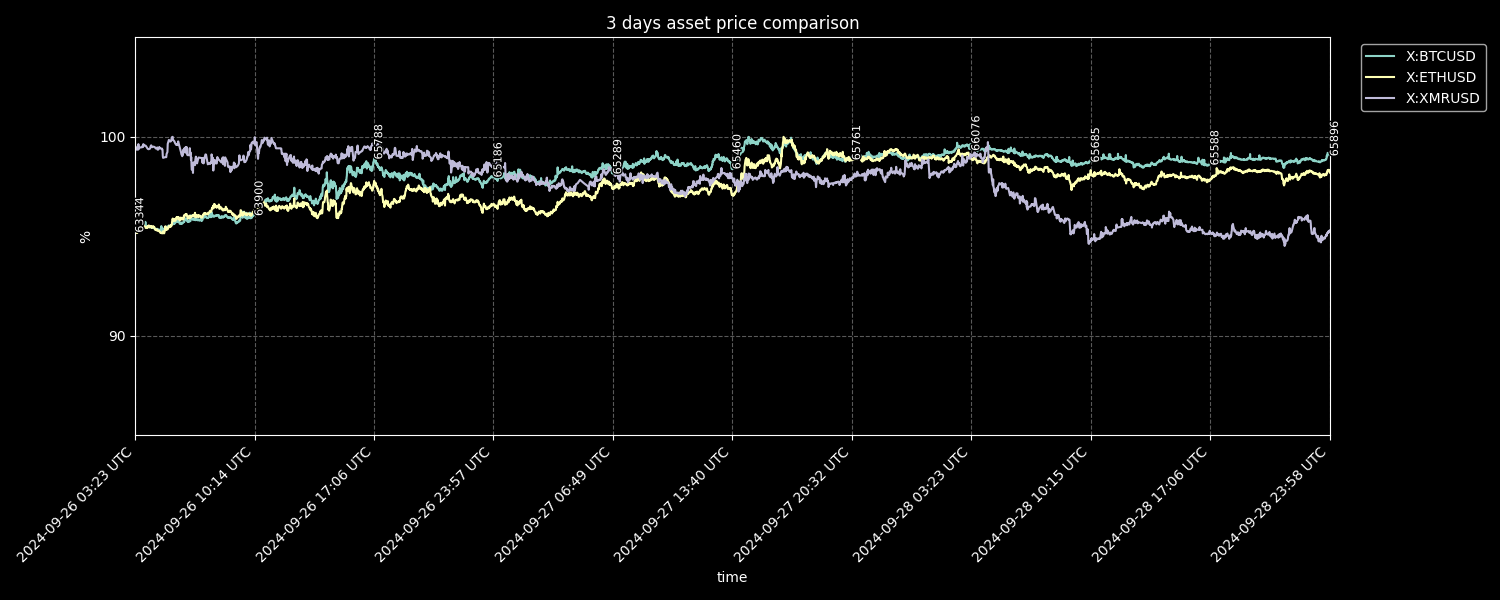 3 days asset price comparison
X:BTCUSD
X:ETHUSD
X:XMRUSD
100
90
%
63344
63900
65788
65186
65289
65460
65761
66076
65685
65588
65896
2024-09-26 03:23 UTC
2024-09-26 10:14 UTC
2024-09-26 17:06 UTC
2024-09-26 23:57 UTC
2024-09-27 06:49 UTC
2024-09-27 13:40 UTC
2024-09-27 20:32 UTC
2024-09-28 03:23 UTC
2024-09-28 10:15 UTC
2024-09-28 17:06 UTC
2024-09-28 23:58 UTC
time